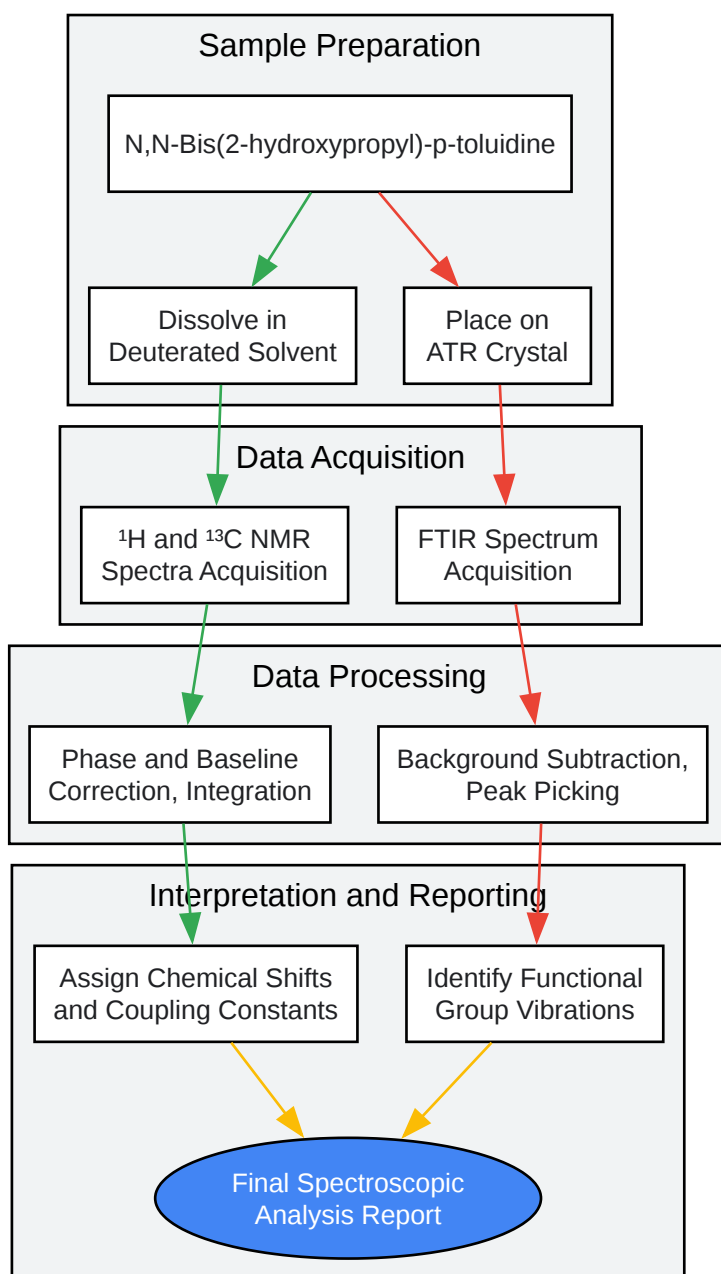 Sample Preparation
N,N-Bis(2-hydroxypropyl)-p-toluidine
Dissolve in
Deuterated Solvent
Place on
ATR Crystal
Data Acquisition
¹H and ¹³C NMR
Spectra Acquisition
FTIR Spectrum
Acquisition
Data Processing
Phase and Baseline
Correction, Integration
Background Subtraction,
Peak Picking
Interpretation and Reporting
Assign Chemical Shifts
and Coupling Constants
Identify Functional
Group Vibrations
Final Spectroscopic
Analysis Report